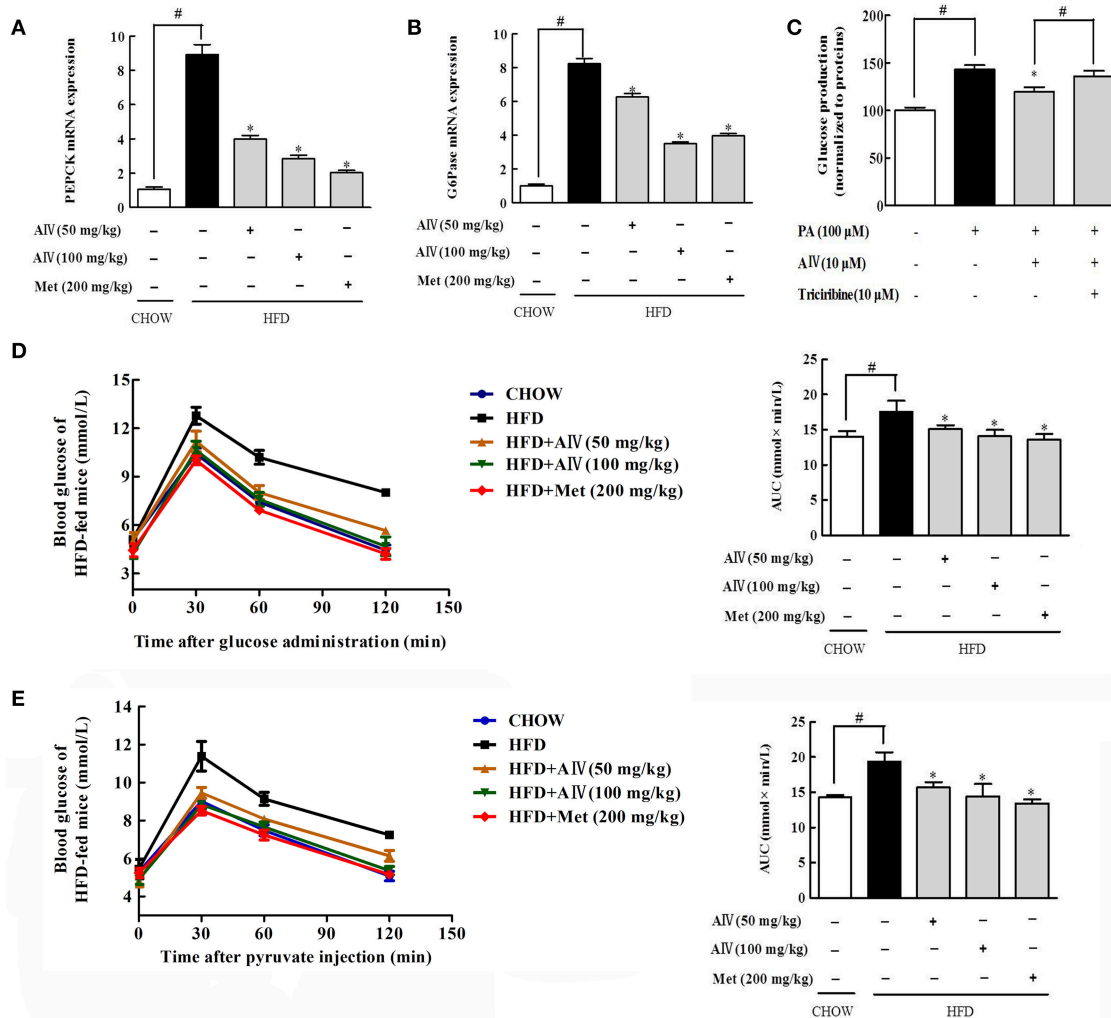 A
#
PEPCK mRNA expression
10
8
6
4
2
0
*
*
*
AⅣ (50 mg/kg) – – + – –
AⅣ (100 mg/kg) – – – + –
Met (200 mg/kg) – – – – +
CHOW HFD
B
#
G6Pase mRNA expression
10
8
6
4
2
0
*
*
*
AⅣ (50 mg/kg) – – + – –
AⅣ (100 mg/kg) – – – + –
Met (200 mg/kg) – – – – +
CHOW HFD
C
# #
Glucose production
(normalized to proteins)
200
150
100
50
0
*
PA (100 μM) - + + +
AⅣ (10 μM) - - + +
Triciribine(10 μM) - - - +
D
Blood glucose of
HFD-fed mice (mmol/L)
15
12
9
6
3
0 30 60 90 120 150
Time after glucose administration (min)
CHOW
HFD
HFD+AⅣ (50 mg/kg)
HFD+AⅣ (100 mg/kg)
HFD+Met (200 mg/kg)
#
AUC (mmol× min/L)
25
20
15
10
5
0
* * *
AⅣ (50 mg/kg) – – + – –
AⅣ (100 mg/kg) – – – + –
Met (200 mg/kg) – – – – +
CHOW HFD
E
Blood glucose of
HFD-fed mice (mmol/L)
14
12
10
8
6
4
0 30 60 90 120 150
Time after pyruvate injection (min)
CHOW
HFD
HFD+AⅣ (50 mg/kg)
HFD+AⅣ (100 mg/kg)
HFD+Met (200 mg/kg)
#
AUC (mmol× min/L)
25
20
15
10
5
0
* * *
AⅣ (50 mg/kg) – – + – –
AⅣ (100 mg/kg) – – – + –
Met (200 mg/kg) – – – – +
CHOW HFD